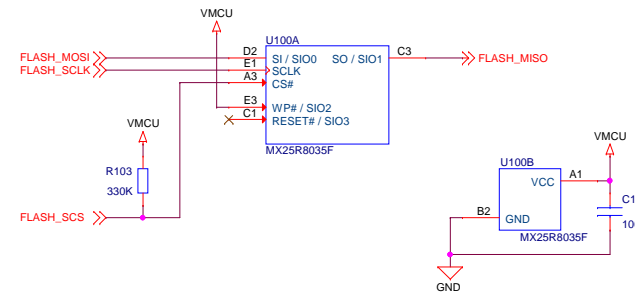 VMCU
U100A
FLASH_MOSI
D2
SI / SIO0
SO / SIO1
C3
FLASH_MISO
FLASH_SCLK
E1
SCLK
A3
CS#
E3
WP# / SIO2
C1
RESET# / SIO3
MX25R8035F
VMCU
R103
330K
FLASH_SCS
VMCU
U100B
VCC
A1
B2
GND
MX25R8035F
GND